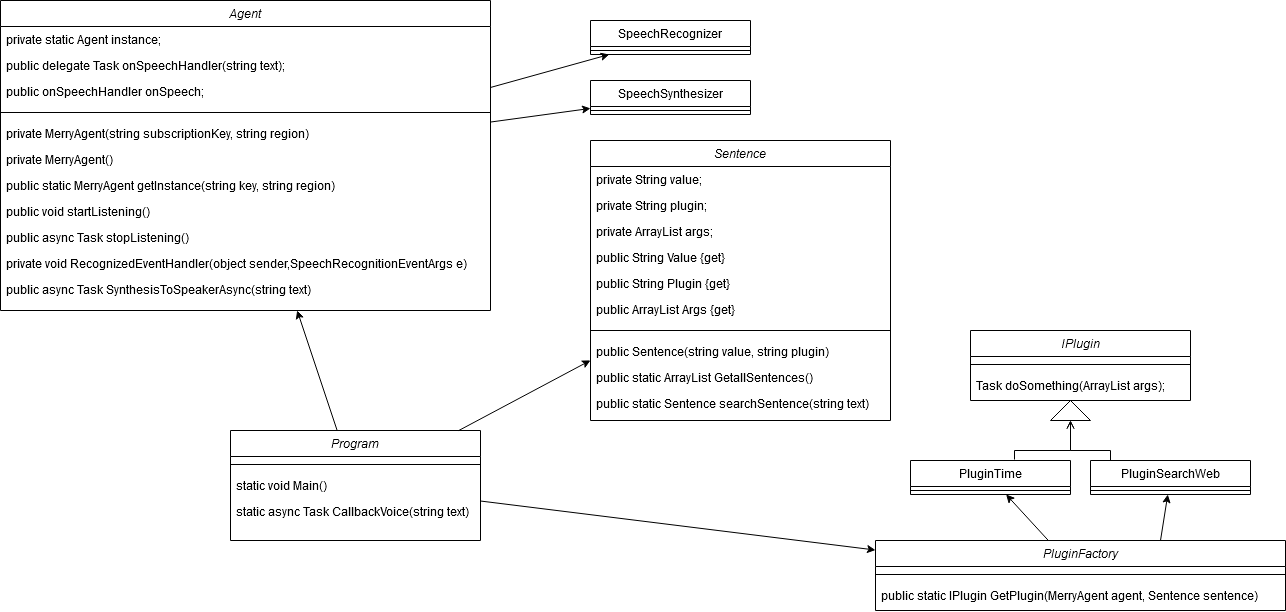 Agent
private static Agent instance;
public delegate Task onSpeechHandler(string text);
public onSpeechHandler onSpeech;
private MerryAgent(string subscriptionKey, string region)
private MerryAgent()
public static MerryAgent getInstance(string key, string region)
public void startListening()
public async Task stopListening()
private void RecognizedEventHandler(object sender,SpeechRecognitionEventArgs e)
public async Task SynthesisToSpeakerAsync(string text)
SpeechRecognizer
SpeechSynthesizer
Sentence
private String value;
private String plugin;
private ArrayList args;
public String Value {get}
public String Plugin {get}
public ArrayList Args {get}
public Sentence(string value, string plugin)
public static ArrayList GetallSentences()
public static Sentence searchSentence(string text)
IPlugin
Task doSomething(ArrayList args);
Program
static void Main()
static async Task CallbackVoice(string text)
PluginTime
PluginSearchWeb
PluginFactory
public static IPlugin GetPlugin(MerryAgent agent, Sentence sentence)